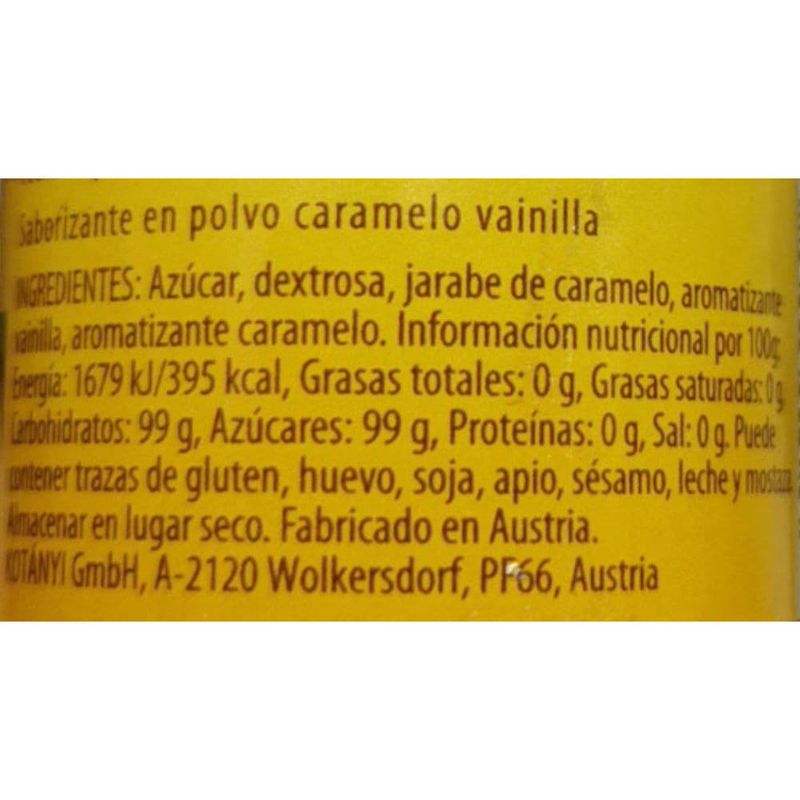 Saborizante en polvo caramelo vainilla
INGREDIENTES: Azúcar, dextrosa, jarabe de caramelo, aromatizante
vainilla, aromatizante caramelo. Información nutricional por 100g:
Energía: 1679 kJ/395 kcal, Grasas totales: 0 g, Grasas saturadas: 0 g,
Carbohidratos: 99 g, Azúcares: 99 g, Proteínas: 0 g, Sal: 0 g. Puede
contener trazas de gluten, huevo, soja, apio, sésamo, leche y mostaza.
Almacenar en lugar seco. Fabricado en Austria.
KOTÁNYI GmbH, A-2120 Wolkersdorf, PF66, Austria